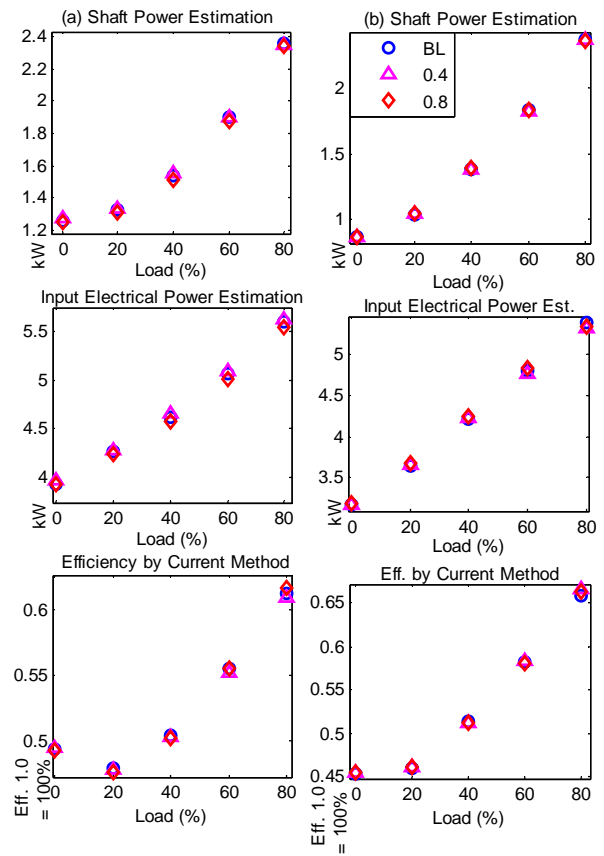 (a) Shaft Power Estimation
2.4
2.2
2
1.8
1.6
1.4
1.2
kW
0 20 40 60 80
Load (%)
(b) Shaft Power Estimation
BL
0.4
0.8
2
1.5
1
kW
0 20 40 60 80
Load (%)
Input Electrical Power Estimation
5.5
5
4.5
4
kW
0 20 40 60 80
Load (%)
Input Electrical Power Est.
5
4.5
4
3.5
kW
0 20 40 60 80
Load (%)
Efficiency by Current Method
0.6
0.55
0.5
Eff. 1.0
= 100%
0 20 40 60 80
Load (%)
Eff. by Current Method
0.65
0.6
0.55
0.5
0.45
Eff. 1.0
= 100%
0 20 40 60 80
Load (%)